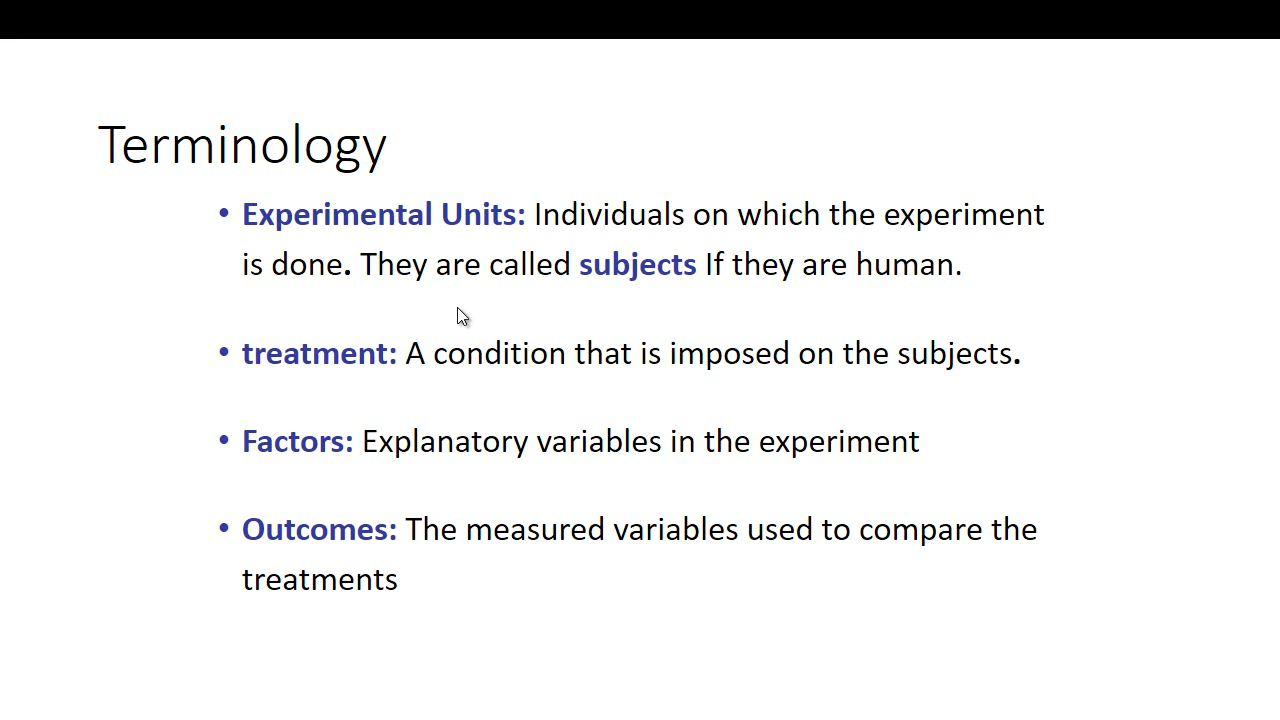 Terminology
• Experimental Units: Individuals on which the experiment
is done. They are called subjects If they are human.
• treatment: A condition that is imposed on the subjects.
• Factors: Explanatory variables in the experiment
• Outcomes: The measured variables used to compare the
treatments